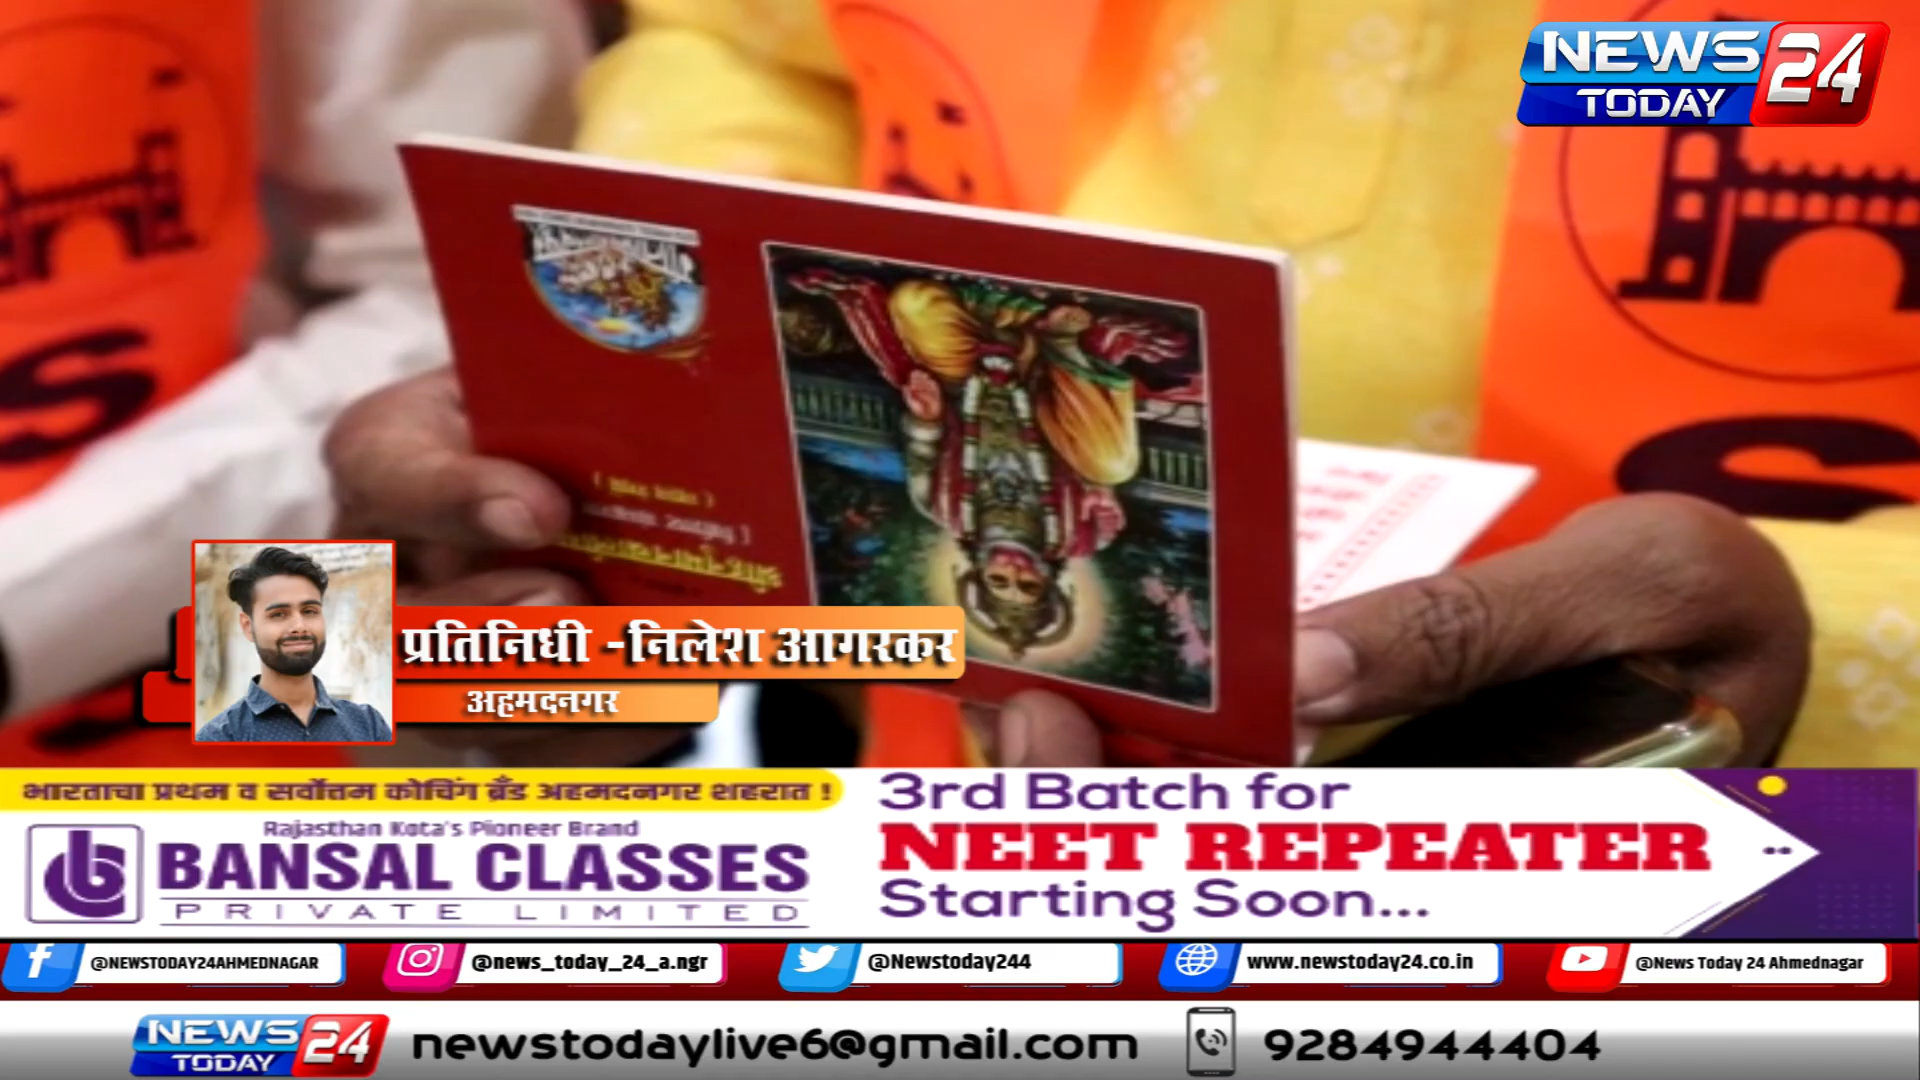 NEWS 24
TODAY
S
S
प्रतिनिधी -निलेश आगरकर
अहमदनगर
भारताचा प्रथम व सर्वोत्तम कोचिंग ब्रँड अहमदनगर शहरात !
Rajasthan Kota's Pioneer Brand
BANSAL CLASSES
PRIVATE LIMITED
3rd Batch for
NEET REPEATER
Starting Soon...
@NEWSTODAY24AHMEDNAGAR
@news_today_24_a.ngr
@Newstoday244
www.newstoday24.co.in
@News Today 24 Ahmednagar
NEWS 24
TODAY
newstodaylive6@gmail.com
9284944404